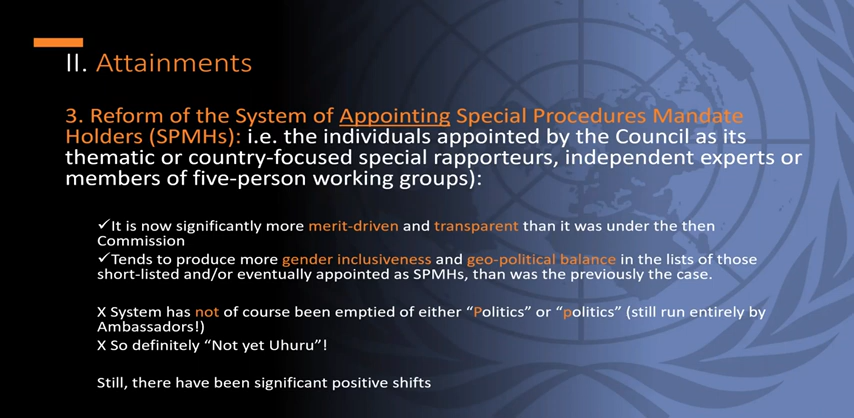 II. Attainments
3. Reform of the System of Appointing Special Procedures Mandate
Holders (SPMHs): i.e. the individuals appointed by the Council as its
thematic or country-focused special rapporteurs, independent experts or
members of five-person working groups):
✓It is now significantly more merit-driven and transparent than it was under the then
Commission
✓Tends to produce more gender inclusiveness and geo-political balance in the lists of those
short-listed and/or eventually appointed as SPMHs, than was the previously the case.
X System has not of course been emptied of either “Politics” or “politics” (still run entirely by
Ambassadors!)
X So definitely “Not yet Uhuru”!
Still, there have been significant positive shifts